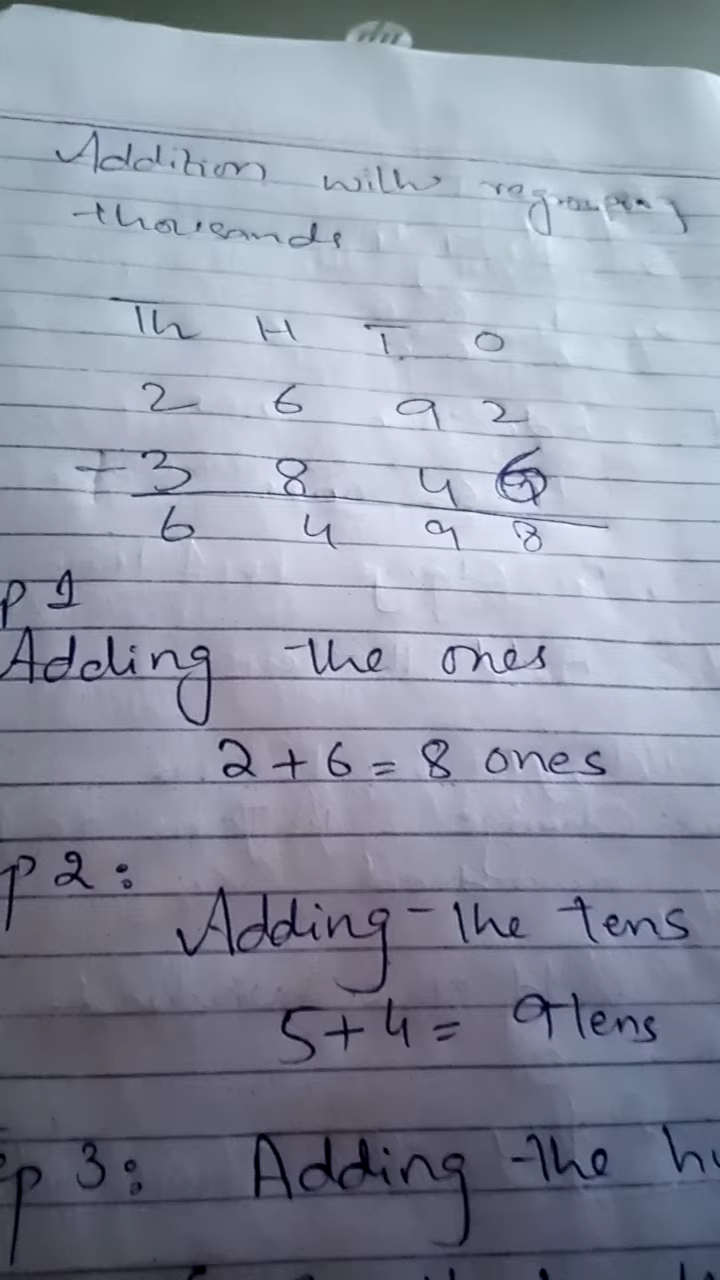 Addition with regrouping
thousands
Th H T. O
2 6 9 2
+ 3 8 4 6
6 4 9 8
p 1
Adding the ones
2 + 6 = 8 ones
p 2 :
Adding the tens
5 + 4 = 9 tens
ep 3 : Adding the h